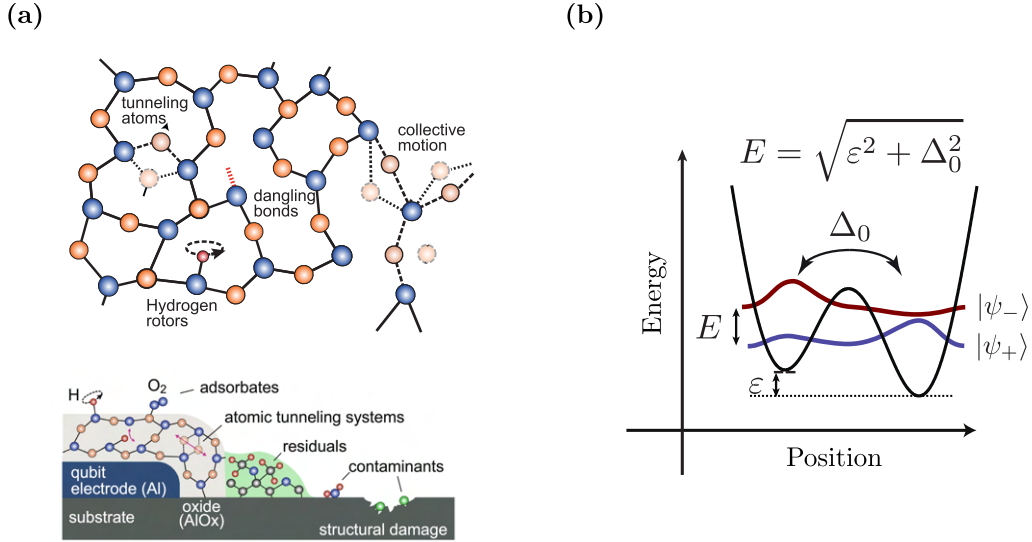 (a)
tunneling
atoms
collective
motion
dangling
bonds
Hydrogen
rotors
H
O₂
adsorbates
atomic tunneling systems
residuals
contaminants
qubit
electrode (Al)
oxide
(AlOx)
substrate
structural damage
(b)
E = √(ε² + Δ₀²)
Δ₀
Energy
E
|ψ₋⟩
|ψ₊⟩
ε
Position